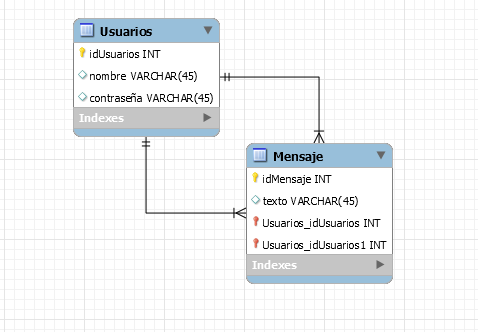 Usuarios
idUsuarios INT
nombre VARCHAR(45)
contraseña VARCHAR(45)
Indexes
Mensaje
idMensaje INT
texto VARCHAR(45)
Usuarios_idUsuarios INT
Usuarios_idUsuarios1 INT
Indexes